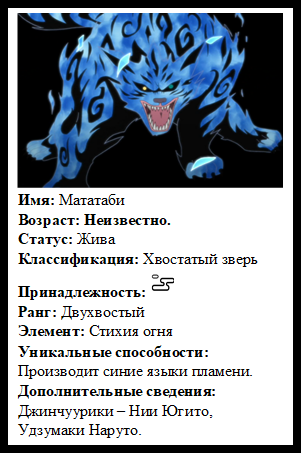 Имя: Мататаби
Возраст: Неизвестно.
Статус: Жива
Классификация: Хвостатый зверь
Принадлежность:
Ранг: Двухвостый
Элемент: Стихия огня
Уникальные способности:
Производит синие языки пламени.
Дополнительные сведения:
Джинчуурики – Нии Югито,
Удзумаки Наруто.